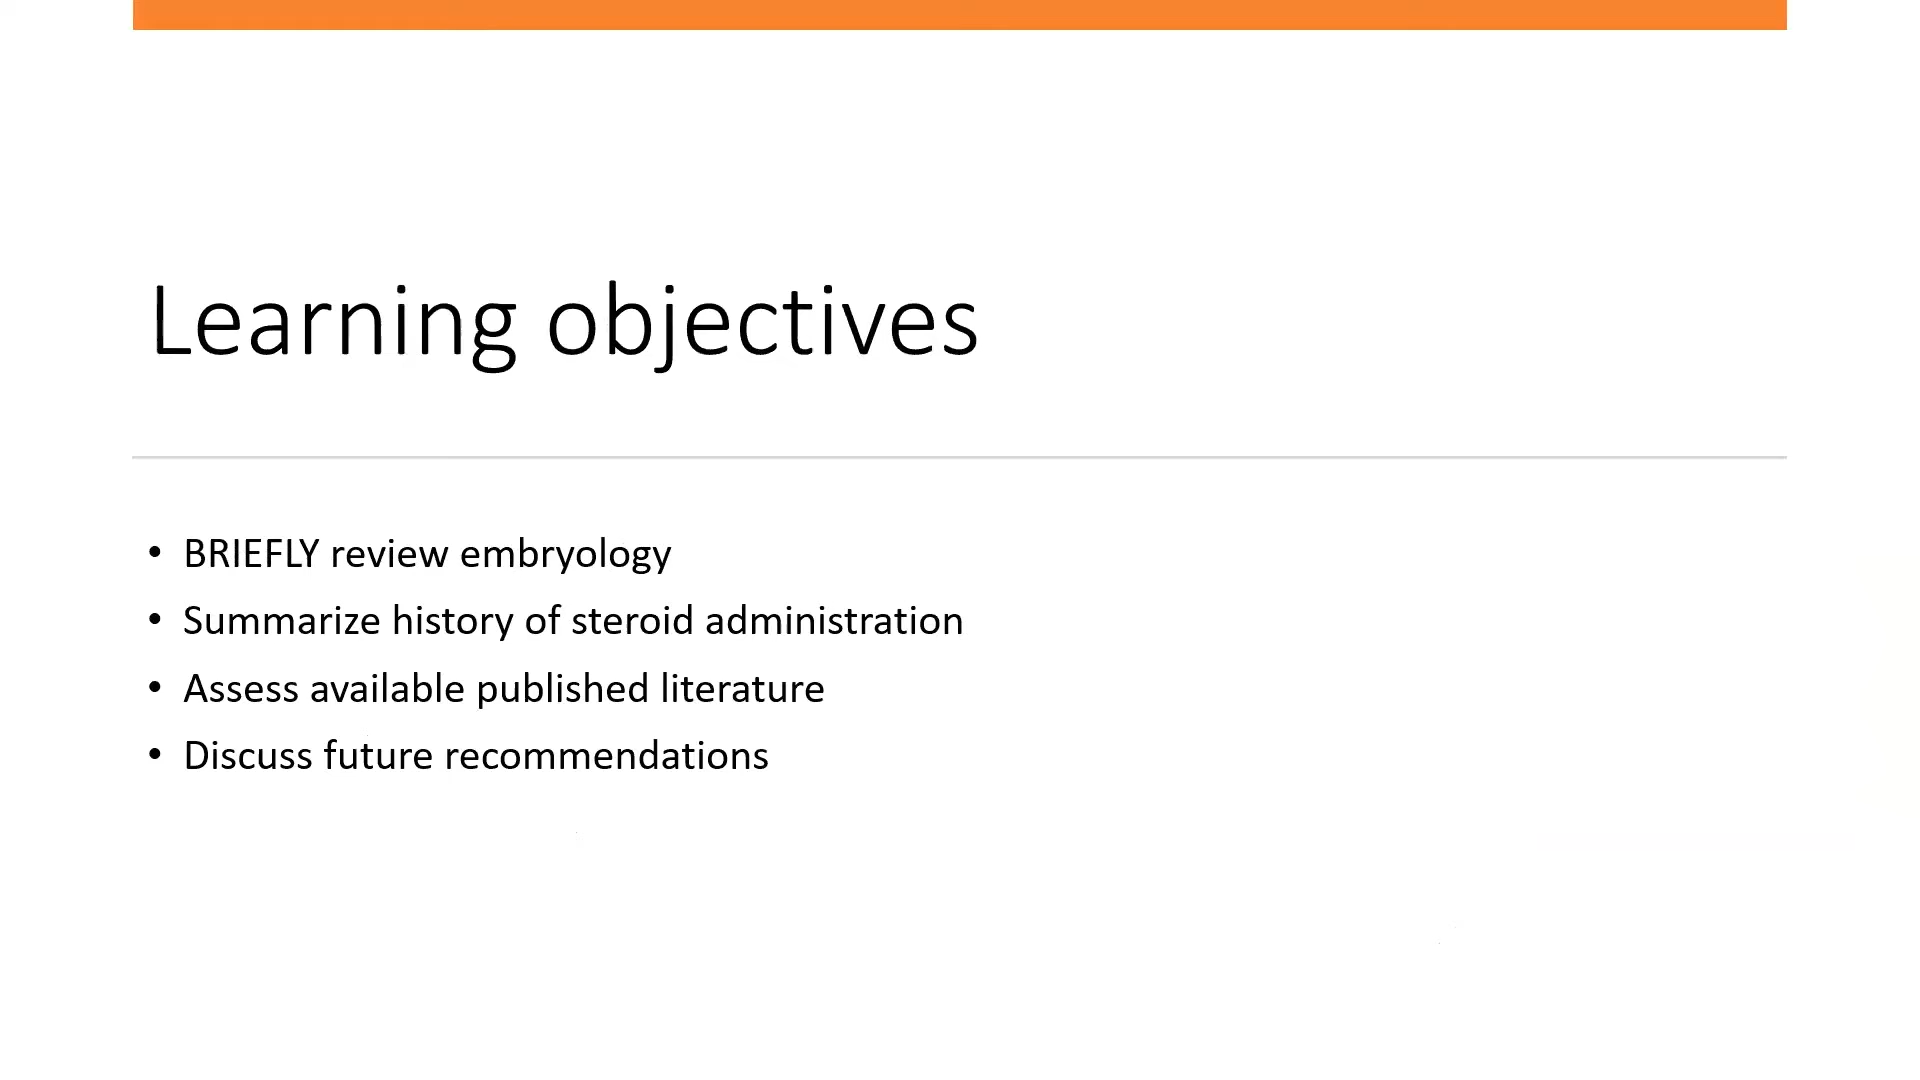 Learning objectives
• BRIEFLY review embryology
• Summarize history of steroid administration
• Assess available published literature
• Discuss future recommendations